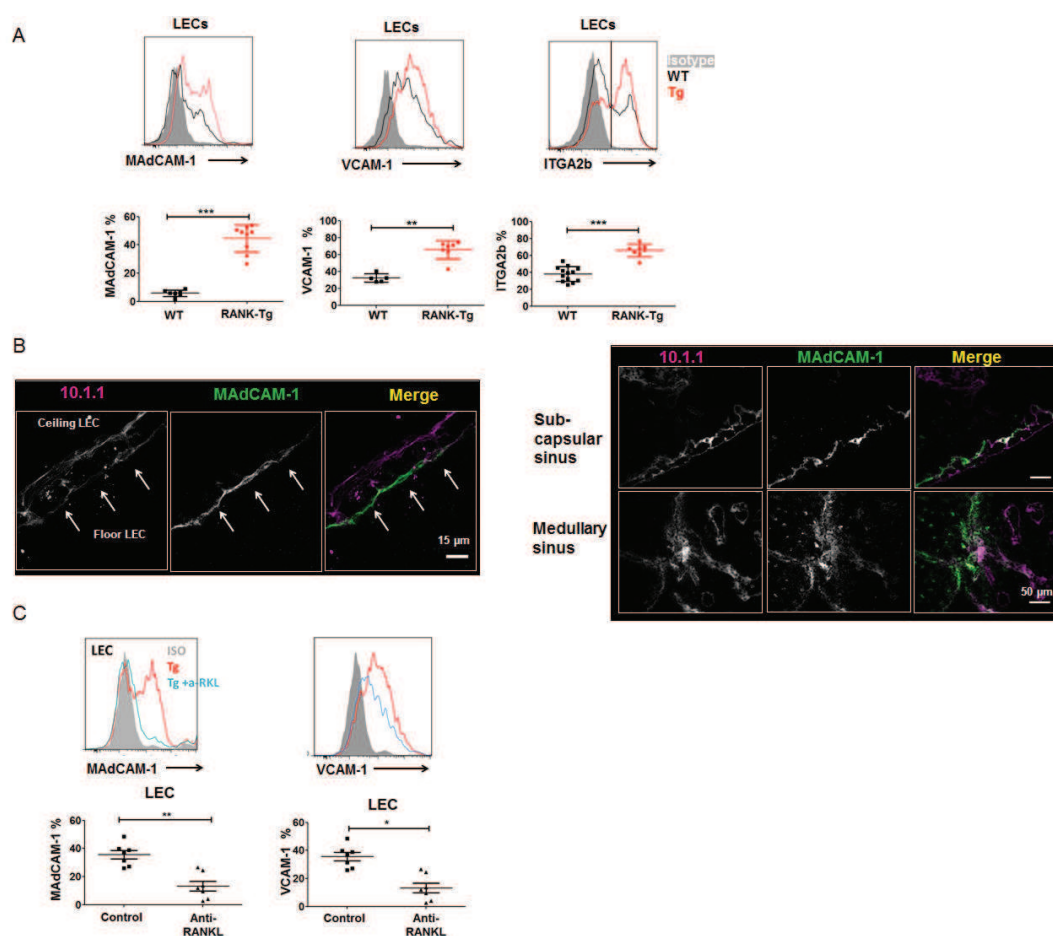 A
LECs
LECs
LECs
Isotype
WT
Tg
MAdCAM-1
VCAM-1
ITGA2b
MAdCAM-1 %
60
40
20
0
***
WT
RANK-Tg
VCAM-1 %
100
80
60
40
20
0
**
WT
RANK-Tg
ITGA2b %
100
80
60
40
20
0
***
WT
RANK-Tg
B
10.1.1
MAdCAM-1
Merge
Ceiling LEC
Floor LEC
15 µm
10.1.1
MAdCAM-1
Merge
Sub-
capsular
sinus
Medullary
sinus
50 µm
C
LEC
ISO
Tg
Tg +a-RKL
MAdCAM-1
VCAM-1
LEC
MAdCAM-1 %
60
40
20
0
**
Control
Anti-
RANKL
LEC
VCAM-1 %
60
40
20
0
*
Control
Anti-
RANKL